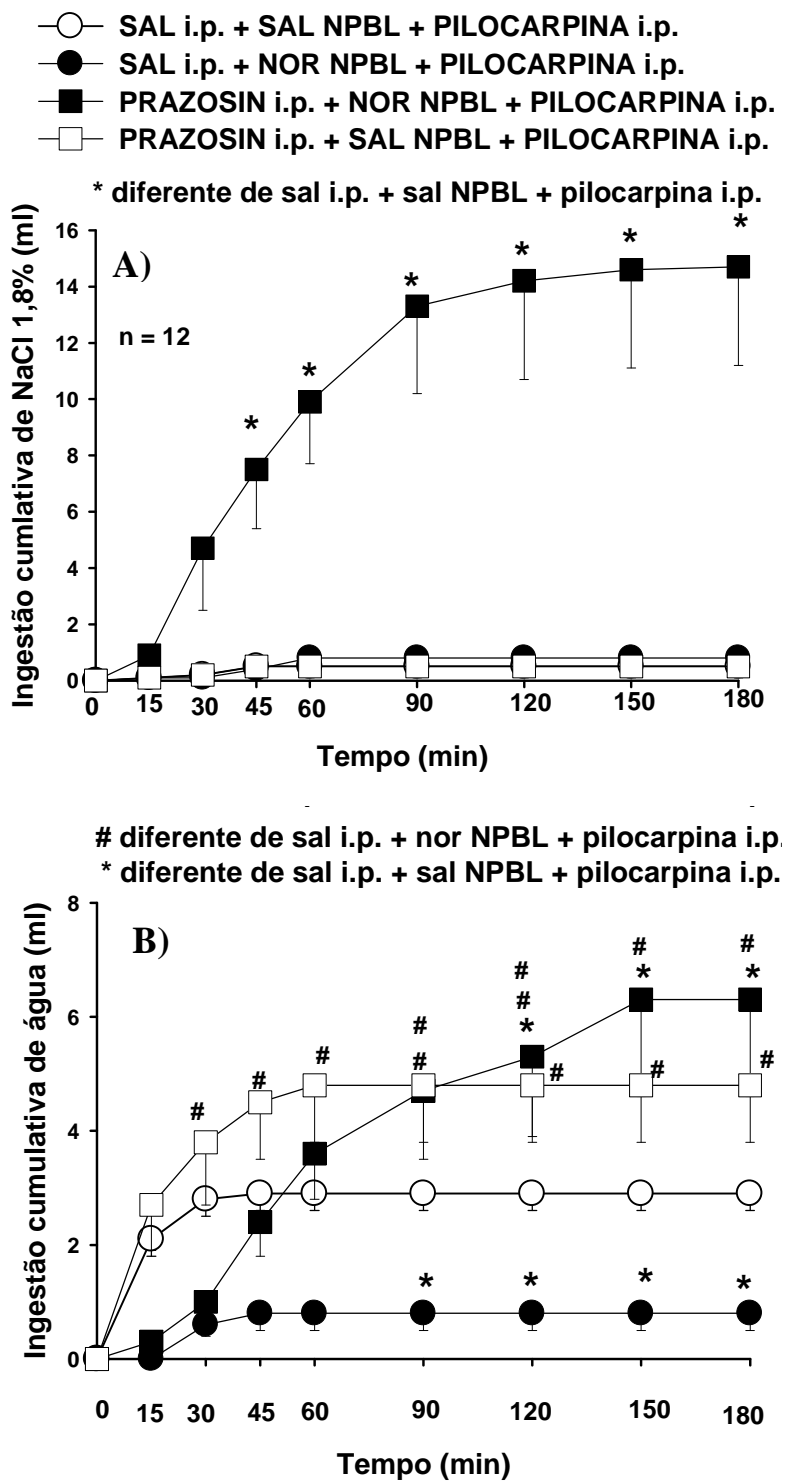 SAL i.p. + SAL NPBL + PILOCARPINA i.p.
SAL i.p. + NOR NPBL + PILOCARPINA i.p.
PRAZOSIN i.p. + NOR NPBL + PILOCARPINA i.p.
PRAZOSIN i.p. + SAL NPBL + PILOCARPINA i.p.
* diferente de sal i.p. + sal NPBL + pilocarpina i.p.
A)
n = 12
Ingestão cumlativa de NaCl 1,8% (ml)
16
14
12
10
8
6
4
2
0
* * * * * *
0 15 30 45 60 90 120 150 180
Tempo (min)
# diferente de sal i.p. + nor NPBL + pilocarpina i.p.
* diferente de sal i.p. + sal NPBL + pilocarpina i.p.
B)
Ingestão cumulativa de água (ml)
8
6
4
2
0
# # #
# # * *
# # # *
# # #
* * * *
0 15 30 45 60 90 120 150 180
Tempo (min)